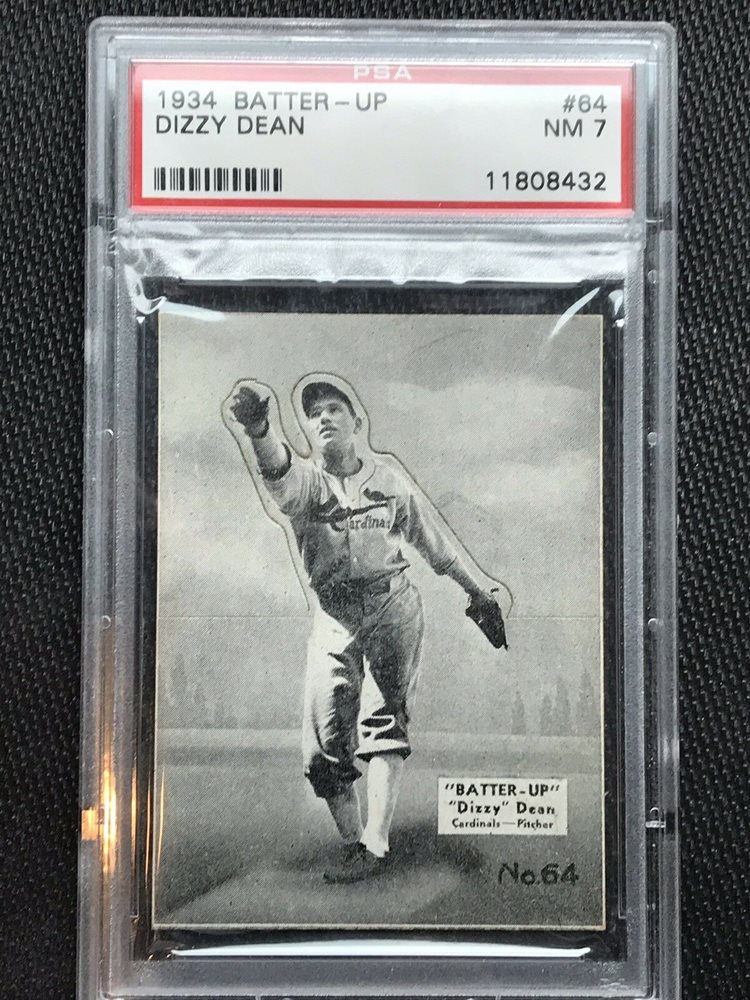 PSA
1934 BATTER-UP #64
DIZZY DEAN NM 7
11808432
Cardinals
"BATTER-UP"
"Dizzy" Dean
Cardinals—Pitcher
No.64